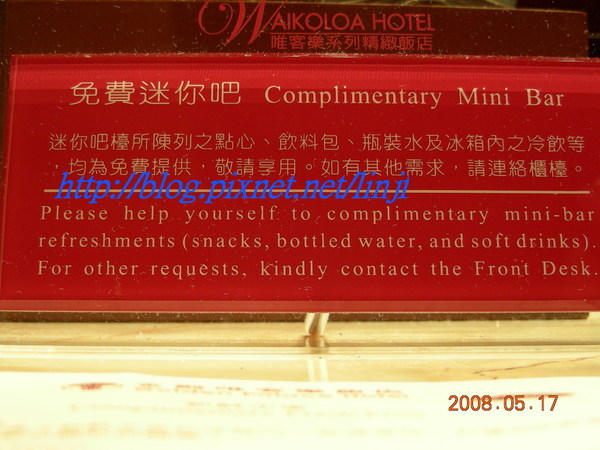 WAIKOLOA HOTEL
唯客樂系列精緻飯店
免費迷你吧 Complimentary Mini Bar
迷你吧檯所陳列之點心、飲料包、瓶裝水及冰箱內之冷飲等
，均為免費提供，敬請享用。如有其他需求，請連絡櫃檯。
http://blog.pixnet.net/linjl
Please help yourself to complimentary mini-bar
refreshments (snacks, bottled water, and soft drinks).
For other requests, kindly contact the Front Desk.
2008.05.17